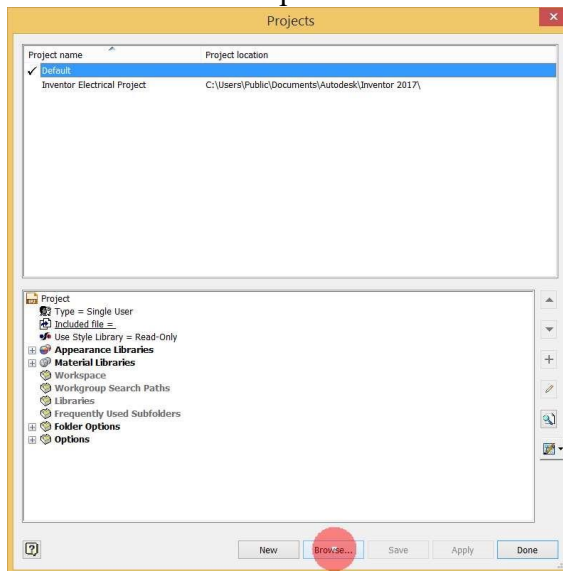 Projects
Project name Project location
Default
Inventor Electrical Project C:\Users\Public\Documents\Autodesk\Inventor 2017\
Project
Type = Single User
Included file =
Use Style Library = Read-Only
Appearance Libraries
Material Libraries
Workspace
Workgroup Search Paths
Libraries
Frequently Used Subfolders
Folder Options
Options
New Browse... Save Apply Done